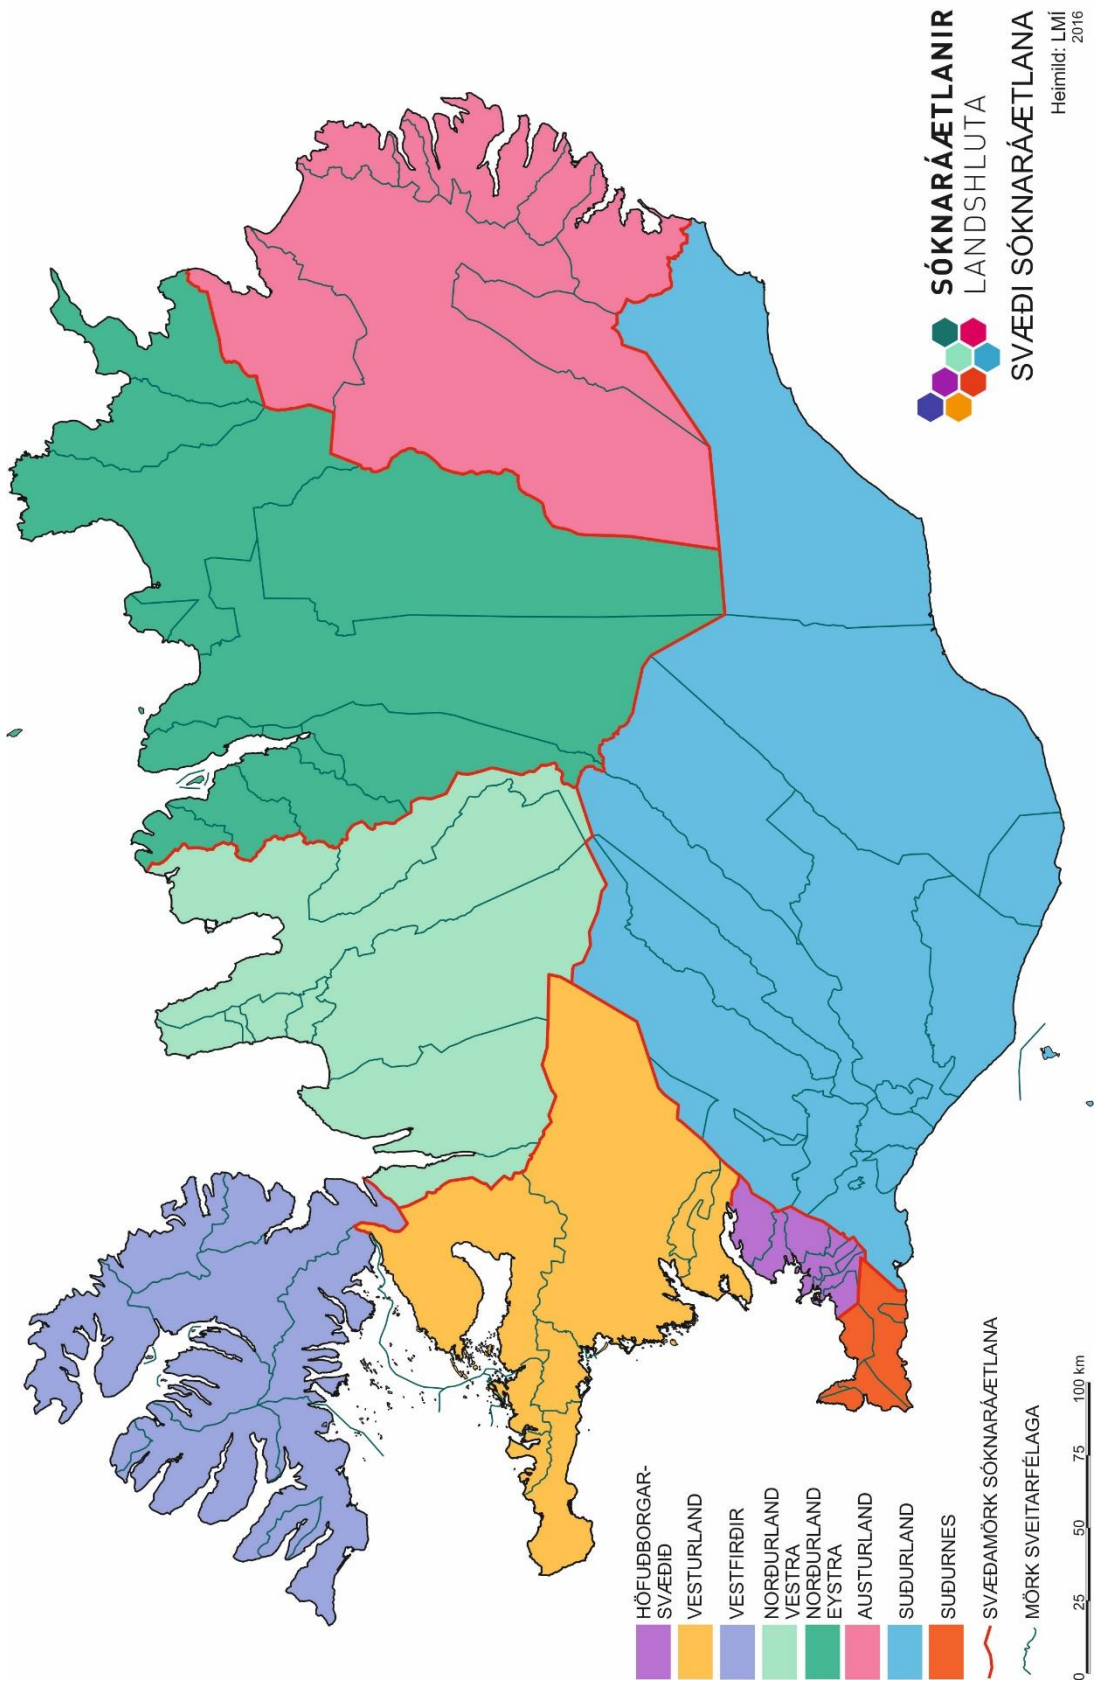 SÓKNARÁÆTLANIR
LANDSHLUTA
SVÆÐI SÓKNARÁÆTLANA
Heimild: LMÍ
2016
HÖFUÐBORGAR-
SVÆÐIÐ
VESTURLAND
VESTFIRÐIR
NORÐURLAND
VESTRA
NORÐURLAND
EYSTRA
AUSTURLAND
SUÐURLAND
SUÐURNES
SVÆÐAMÖRK SÓKNARÁÆTLANA
MÖRK SVEITARFÉLAGA
0 25 50 75 100 km